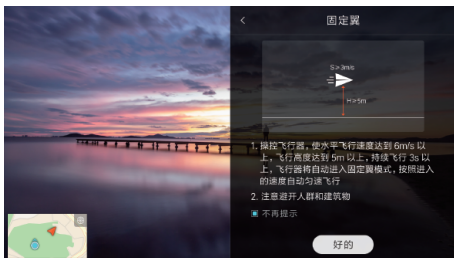 固定翼
S>3m/s
H>5m
1. 操控飞行器，使水平飞行速度达到 6m/s 以
上，飞行高度达到 5m 以上，持续飞行 3s 以
上，飞行器将自动进入固定翼模式，按照进入
的速度自动匀速飞行
2. 注意避开人群和建筑物
不再提示
好的